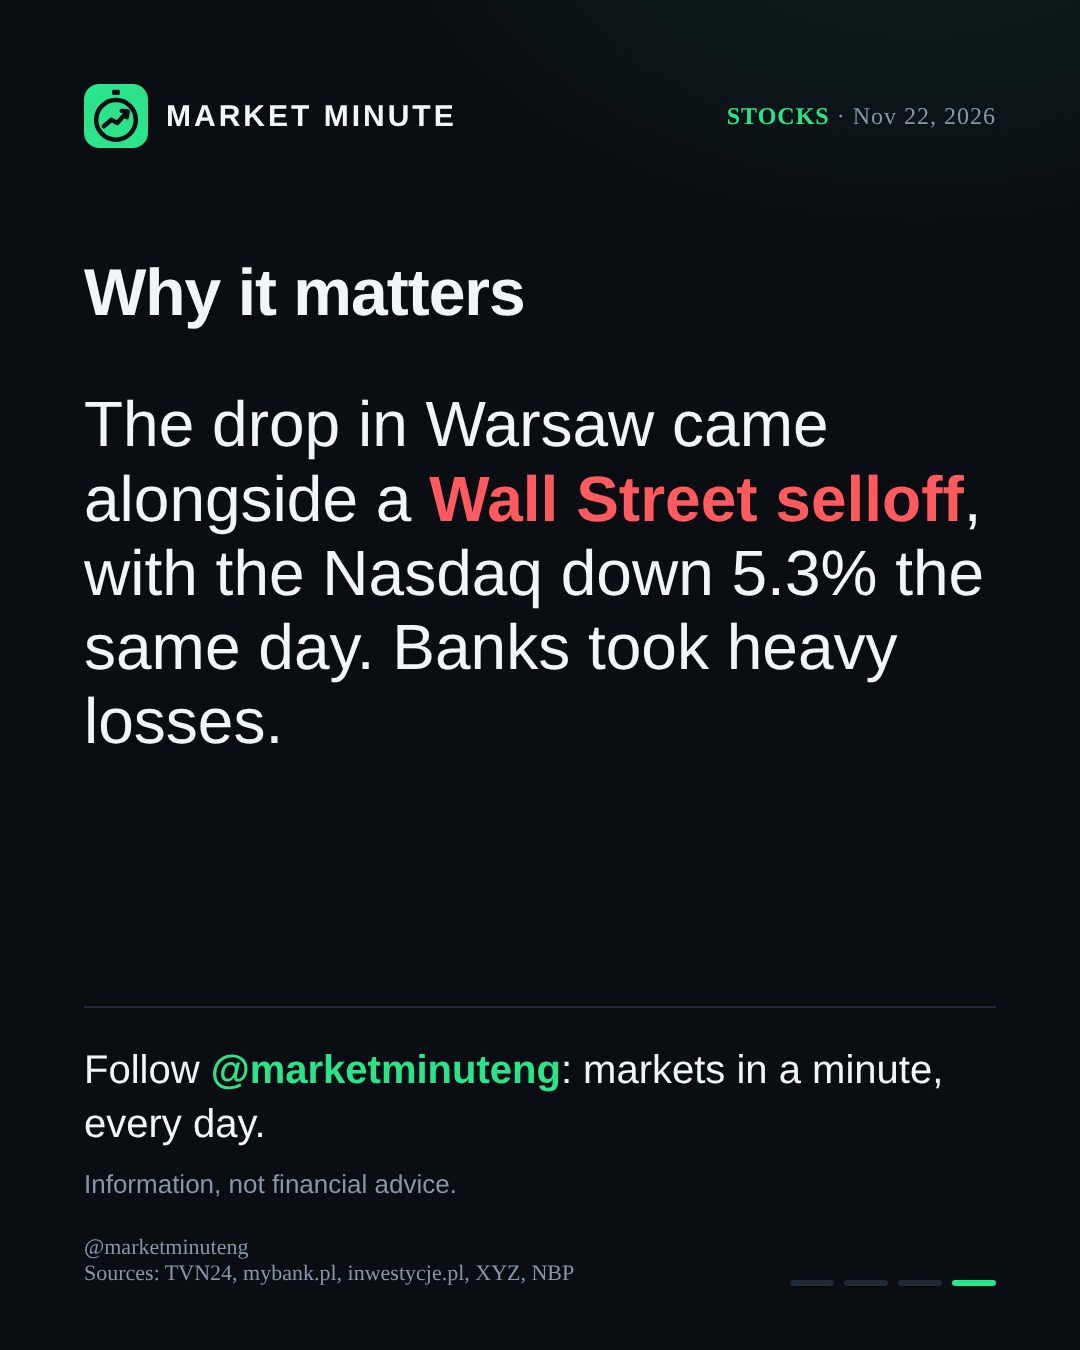 MARKET MINUTE
STOCKS · Nov 22, 2026
Why it matters
The drop in Warsaw came
alongside a Wall Street selloff,
with the Nasdaq down 5.3% the
same day. Banks took heavy
losses.
Follow @marketminuteng: markets in a minute,
every day.
Information, not financial advice.
@marketminuteng
Sources: TVN24, mybank.pl, inwestycje.pl, XYZ, NBP